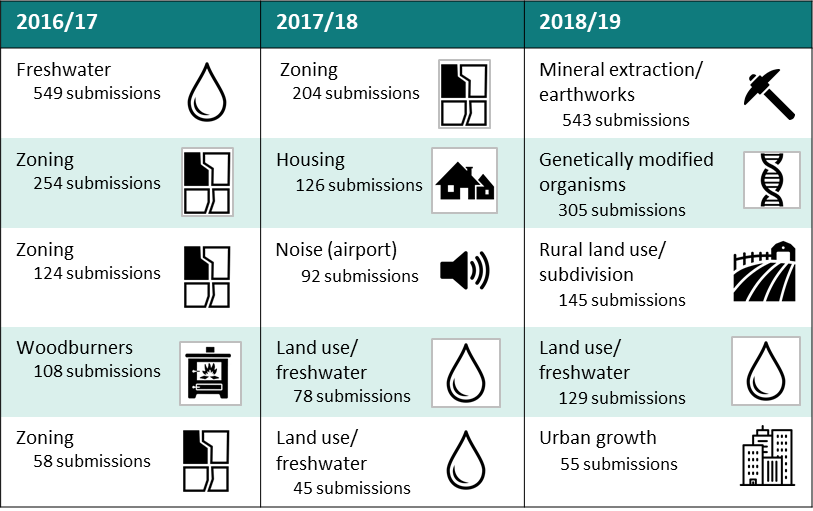 2016/17
2017/18
2018/19
Freshwater
549 submissions
Zoning
204 submissions
Mineral extraction/
earthworks
543 submissions
Zoning
254 submissions
Housing
126 submissions
Genetically modified
organisms
305 submissions
Zoning
124 submissions
Noise (airport)
92 submissions
Rural land use/
subdivision
145 submissions
Woodburners
108 submissions
Land use/
freshwater
78 submissions
Land use/
freshwater
129 submissions
Zoning
58 submissions
Land use/
freshwater
45 submissions
Urban growth
55 submissions